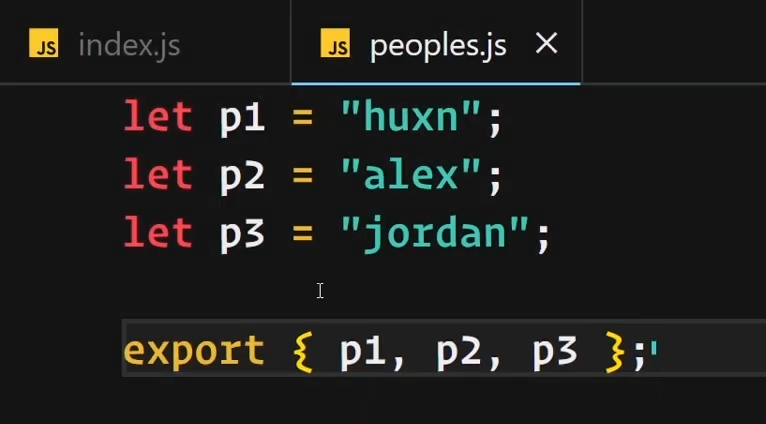 JS index.js JS peoples.js ×
let p1 = "huxn";
let p2 = "alex";
let p3 = "jordan";
export { p1, p2, p3 };